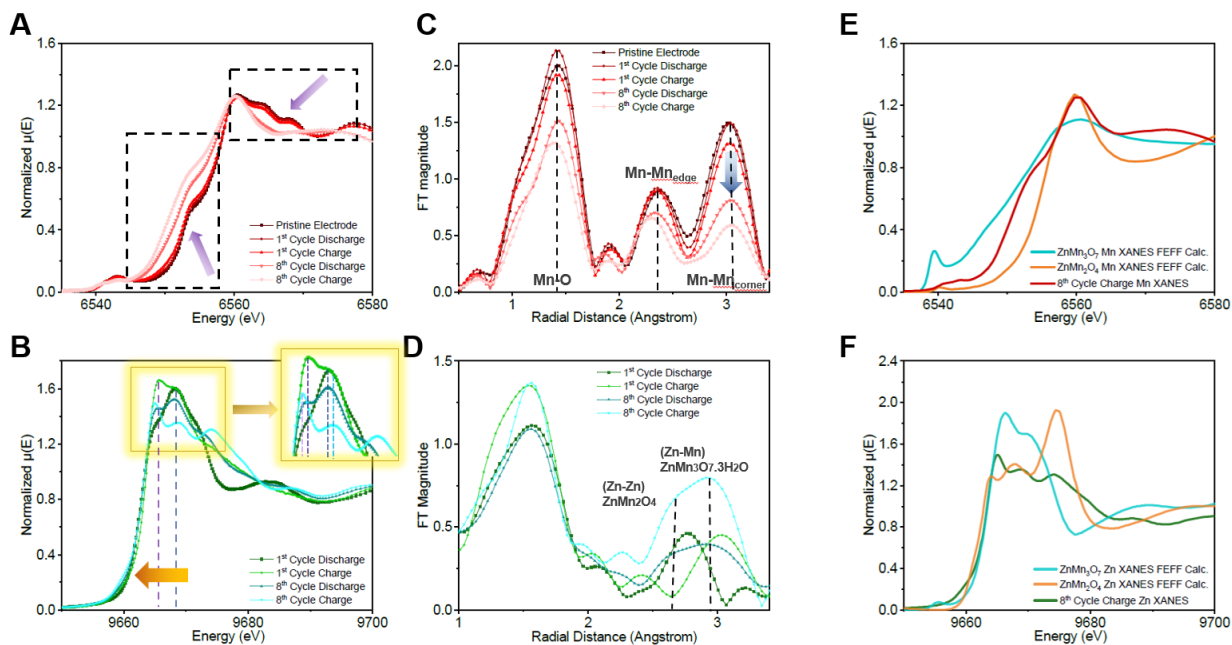 A
1.6
1.2
0.8
0.4
0.0
Normalized μ(E)
Pristine Electrode
1st Cycle Discharge
1st Cycle Charge
8th Cycle Discharge
8th Cycle Charge
6540
6560
6580
Energy (eV)
B
2.0
1.6
1.2
0.8
0.4
0.0
Normalized μ(E)
1st Cycle Discharge
1st Cycle Charge
8th Cycle Discharge
8th Cycle Charge
9660
9680
9700
Energy (eV)
C
2.0
1.5
1.0
0.5
0.0
FT magnitude
Pristine Electrode
1st Cycle Discharge
1st Cycle Charge
8th Cycle Discharge
8th Cycle Charge
Mn-Mnedge
Mn-O
Mn-Mncorner
1
2
3
Radial Distance (Angstrom)
D
1.5
1.0
0.5
0.0
FT Magnitude
1st Cycle Discharge
1st Cycle Charge
8th Cycle Discharge
8th Cycle Charge
(Zn-Mn)
ZnMn3O7.3H2O
(Zn-Zn)
ZnMn2O4
1
2
3
Radial Distance (Angstrom)
E
1.6
1.2
0.8
0.4
0.0
Normalized μ(E)
ZnMn3O7 Mn XANES FEFF Calc.
ZnMn2O4 Mn XANES FEFF Calc.
8th Cycle Charge Mn XANES
6540
6560
6580
Energy (eV)
F
2.4
2.0
1.6
1.2
0.8
0.4
0.0
Normalized μ(E)
ZnMn3O7 Zn XANES FEFF Calc.
ZnMn2O4 Zn XANES FEFF Calc.
8th Cycle Charge Zn XANES
9660
9680
9700
Energy (eV)